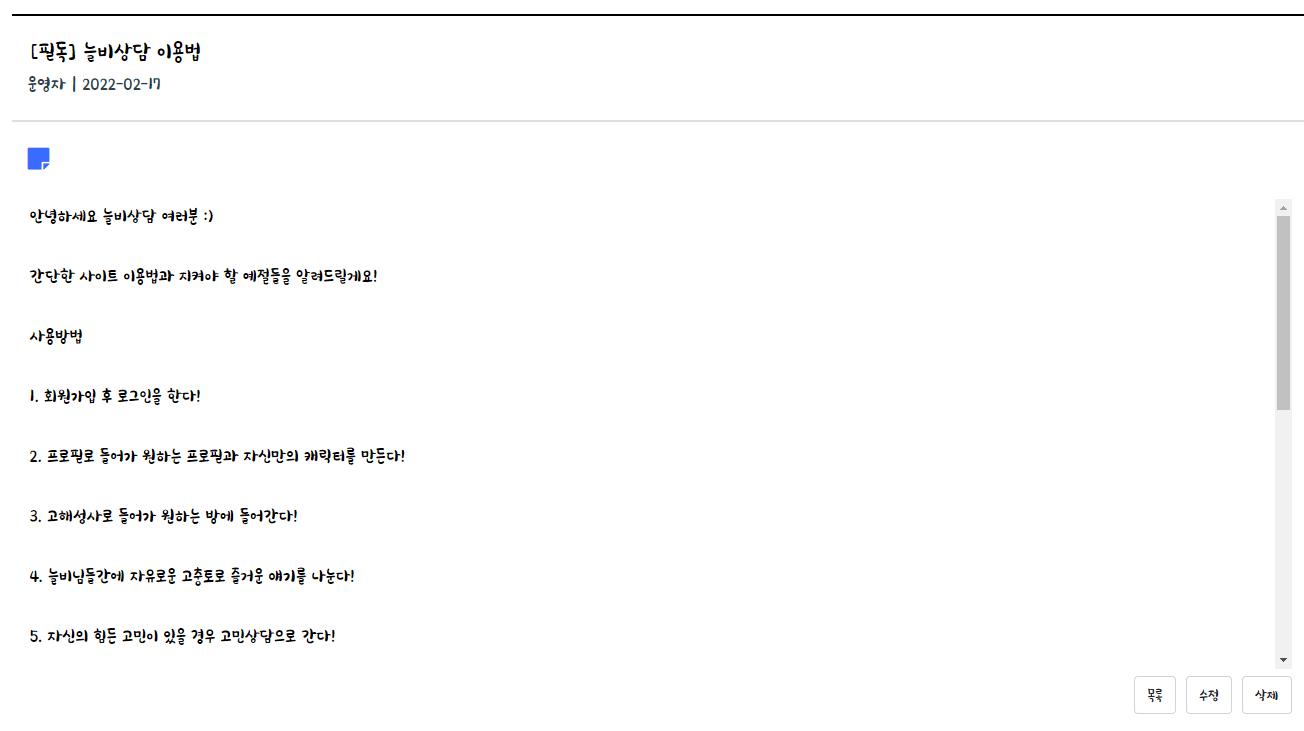 [필독] 늘비상담 이용법
운영자 | 2022-02-17
안녕하세요 늘비상담 여러분 :)
간단한 사이트 이용법과 지켜야 할 예절들을 알려드릴게요!
사용방법
1. 회원가입 후 로그인을 한다!
2. 프로필로 들어가 원하는 프로필과 자신만의 캐릭터를 만든다!
3. 고해성사로 들어가 원하는 방에 들어간다!
4. 늘비님들간에 자유로운 고충토로 즐거운 얘기를 나눈다!
5. 자신의 힘든 고민이 있을 경우 고민상담으로 간다!
목록 수정 삭제